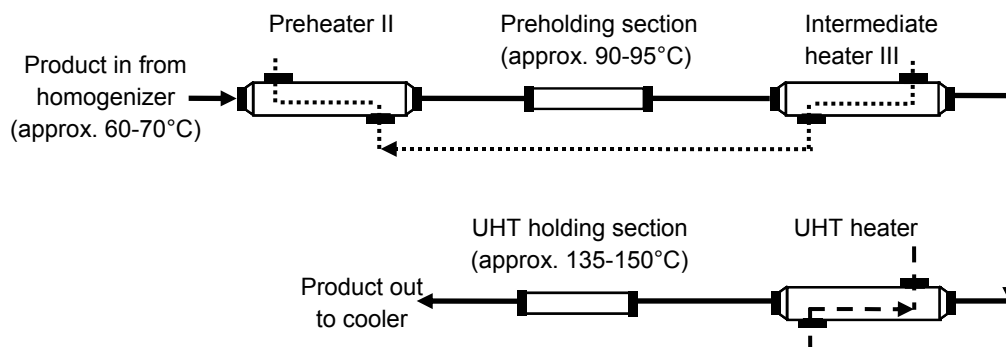 Preheater II
Preholding section
(approx. 90-95°C)
Intermediate
heater III
Product in from
homogenizer
(approx. 60-70°C)
UHT holding section
(approx. 135-150°C)
UHT heater
Product out
to cooler